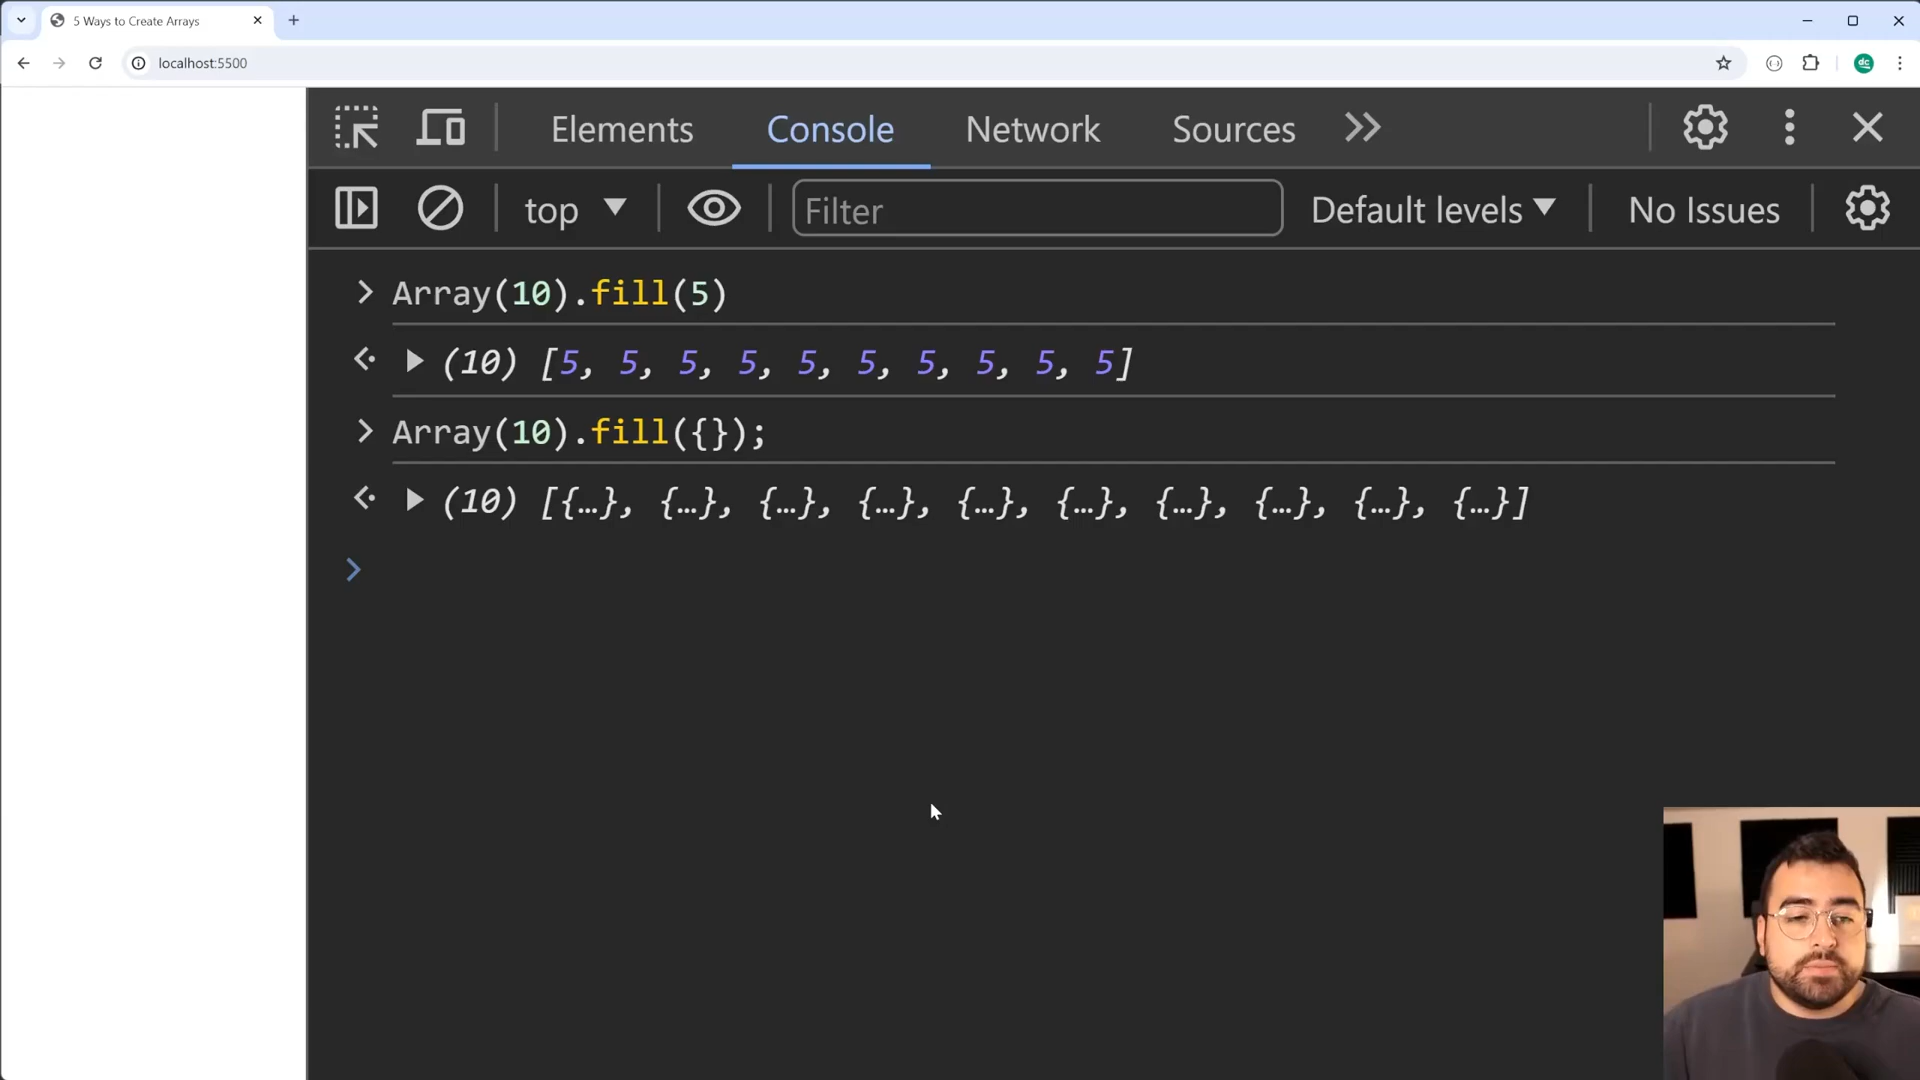 5 Ways to Create Arrays
localhost:5500
Elements Console Network Sources
top Filter Default levels No Issues
Array(10).fill(5)
(10) [5, 5, 5, 5, 5, 5, 5, 5, 5, 5]
Array(10).fill({});
(10) [{…}, {…}, {…}, {…}, {…}, {…}, {…}, {…}, {…}, {…}]